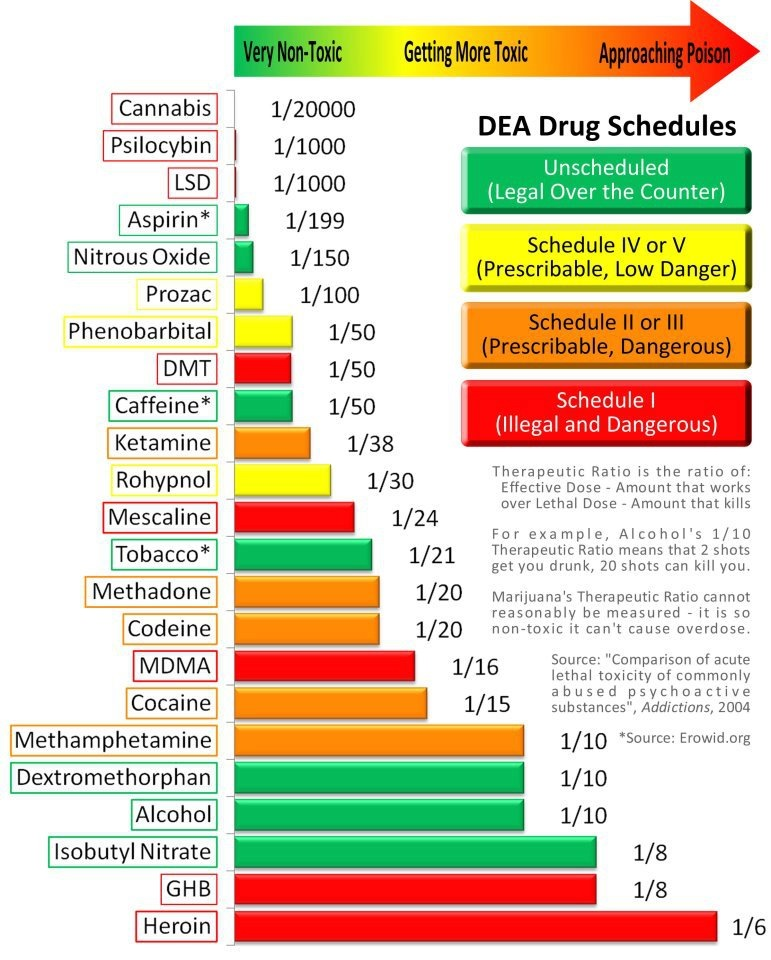 Very Non-Toxic Getting More Toxic Approaching Poison
Cannabis 1/20000
Psilocybin 1/1000
LSD 1/1000
Aspirin* 1/199
Nitrous Oxide 1/150
Prozac 1/100
Phenobarbital 1/50
DMT 1/50
Caffeine* 1/50
Ketamine 1/38
Rohypnol 1/30
Mescaline 1/24
Tobacco* 1/21
Methadone 1/20
Codeine 1/20
MDMA 1/16
Cocaine 1/15
Methamphetamine 1/10
Dextromethorphan 1/10
Alcohol 1/10
Isobutyl Nitrate 1/8
GHB 1/8
Heroin 1/6
DEA Drug Schedules
Unscheduled
(Legal Over the Counter)
Schedule IV or V
(Prescribable, Low Danger)
Schedule II or III
(Prescribable, Dangerous)
Schedule I
(Illegal and Dangerous)
Therapeutic Ratio is the ratio of:
Effective Dose - Amount that works
over Lethal Dose - Amount that kills
For example, Alcohol's 1/10
Therapeutic Ratio means that 2 shots
get you drunk, 20 shots can kill you.
Marijuana's Therapeutic Ratio cannot
reasonably be measured - it is so
non-toxic it can't cause overdose.
Source: "Comparison of acute
lethal toxicity of commonly
abused psychoactive
substances", Addictions, 2004
*Source: Erowid.org